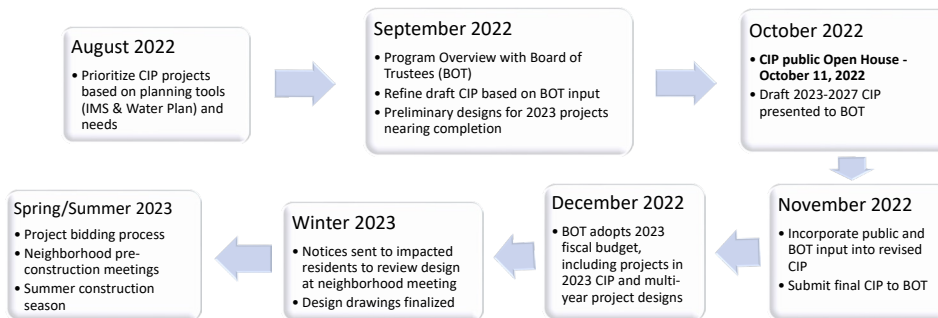 August 2022
• Prioritize CIP projects
based on planning tools
(IMS & Water Plan) and
needs
September 2022
• Program Overview with Board of
Trustees (BOT)
• Refine draft CIP based on BOT input
• Preliminary designs for 2023 projects
nearing completion
October 2022
• CIP public Open House -
October 11, 2022
• Draft 2023-2027 CIP
presented to BOT
November 2022
• Incorporate public and
BOT input into revised
CIP
• Submit final CIP to BOT
December 2022
• BOT adopts 2023
fiscal budget,
including projects in
2023 CIP and multi-
year project designs
Winter 2023
• Notices sent to impacted
residents to review design
at neighborhood meeting
• Design drawings finalized
Spring/Summer 2023
• Project bidding process
• Neighborhood pre-
construction meetings
• Summer construction
season